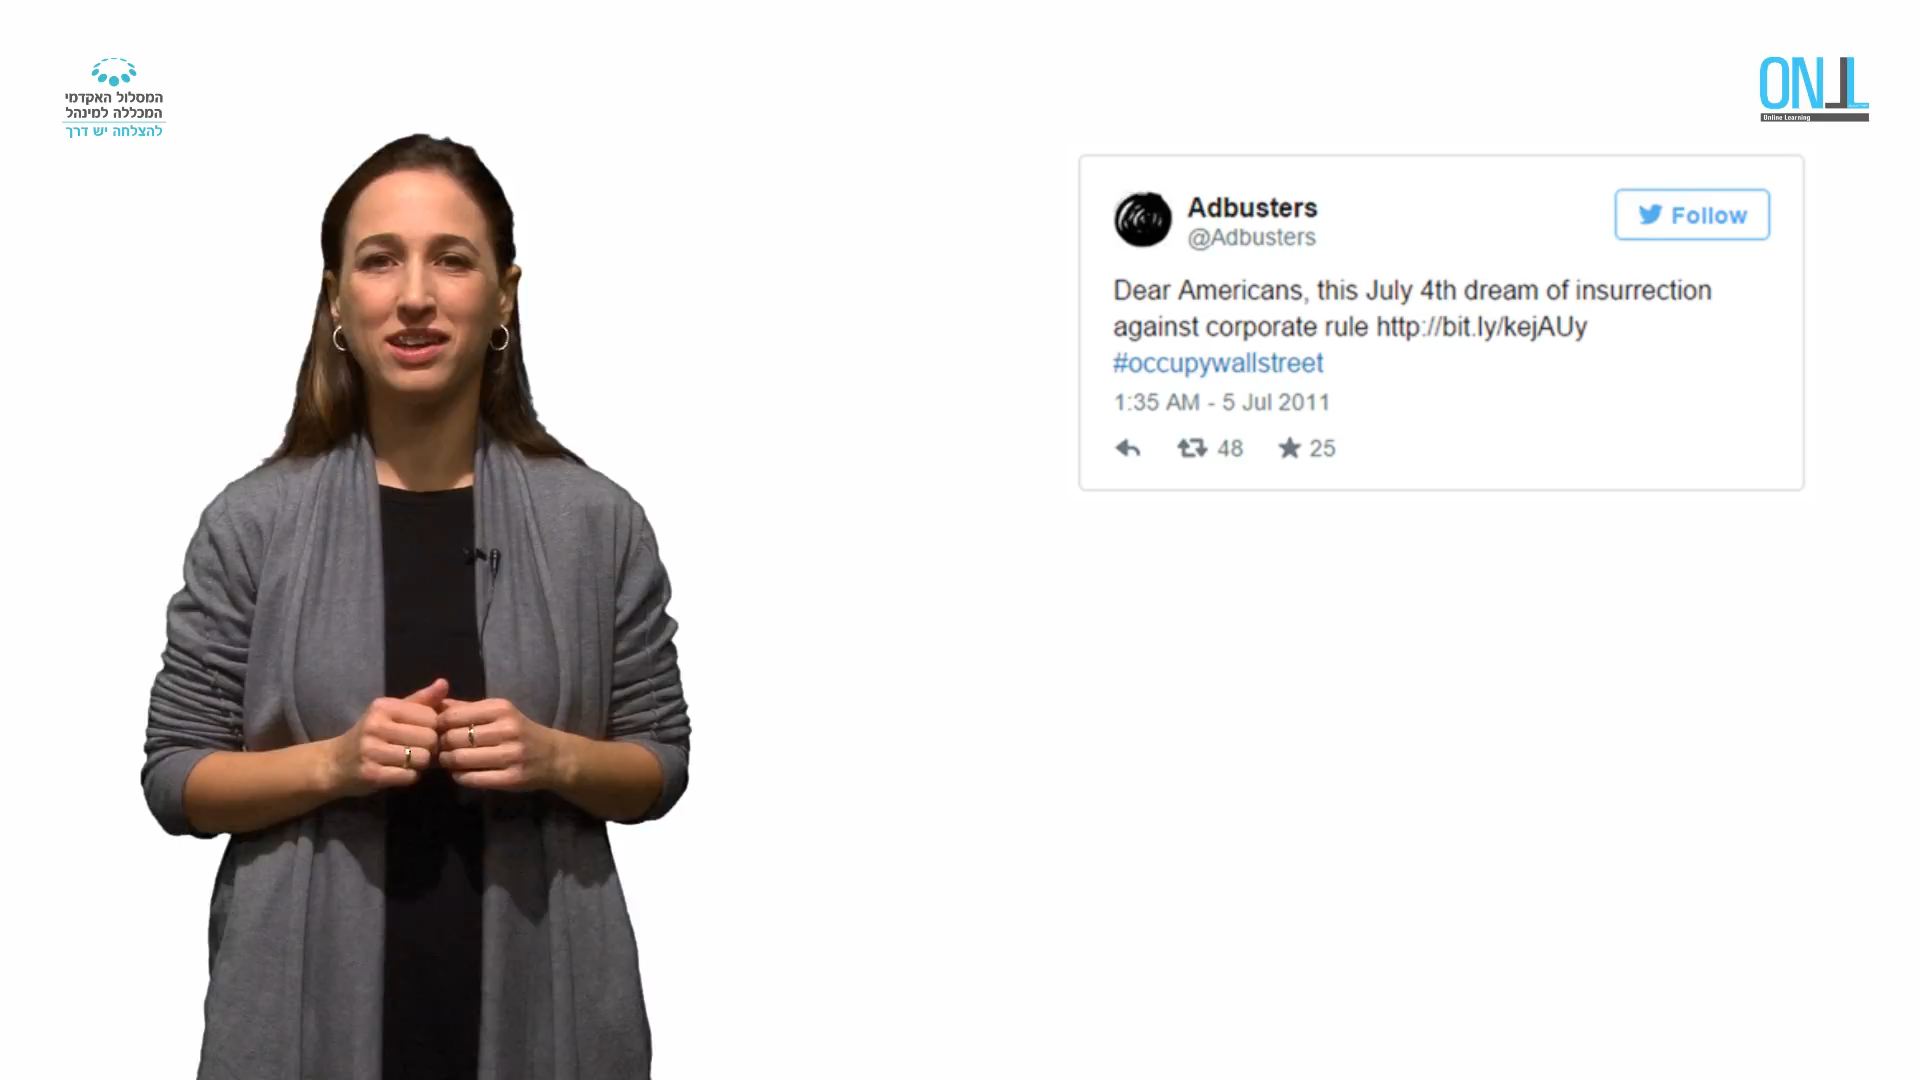 המסלול האקדמי
המכללה למינהל
להצלחה יש דרך
ONL
Online Learning
Adbusters
@Adbusters
Follow
Dear Americans, this July 4th dream of insurrection
against corporate rule http://bit.ly/kejAUy
#occupywallstreet
1:35 AM - 5 Jul 2011
48 25